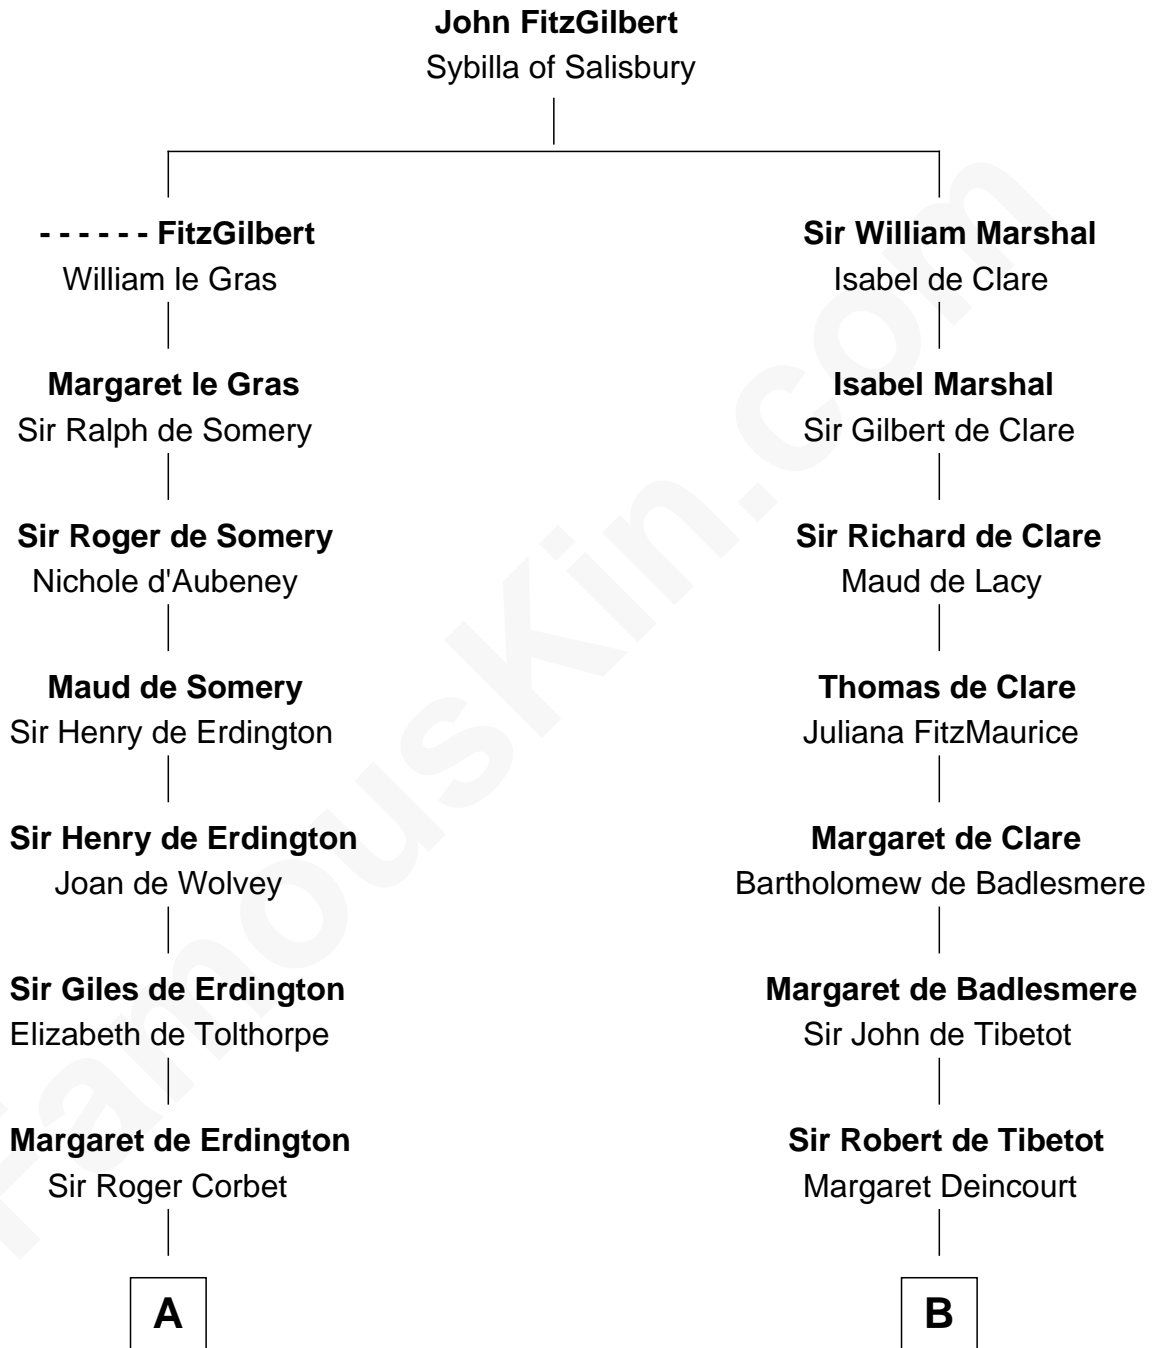 John FitzGilbert
Sybilla of Salisbury
- - - - - - FitzGilbert
William le Gras
Sir William Marshal
Isabel de Clare
Margaret le Gras
Sir Ralph de Somery
Isabel Marshal
Sir Gilbert de Clare
Sir Roger de Somery
Nichole d'Aubeney
Sir Richard de Clare
Maud de Lacy
Maud de Somery
Sir Henry de Erdington
Thomas de Clare
Juliana FitzMaurice
Sir Henry de Erdington
Joan de Wolvey
Margaret de Clare
Bartholomew de Badlesmere
Sir Giles de Erdington
Elizabeth de Tolthorpe
Margaret de Badlesmere
Sir John de Tibetot
Margaret de Erdington
Sir Roger Corbet
Sir Robert de Tibetot
Margaret Deincourt
A
B
FamousKin.com